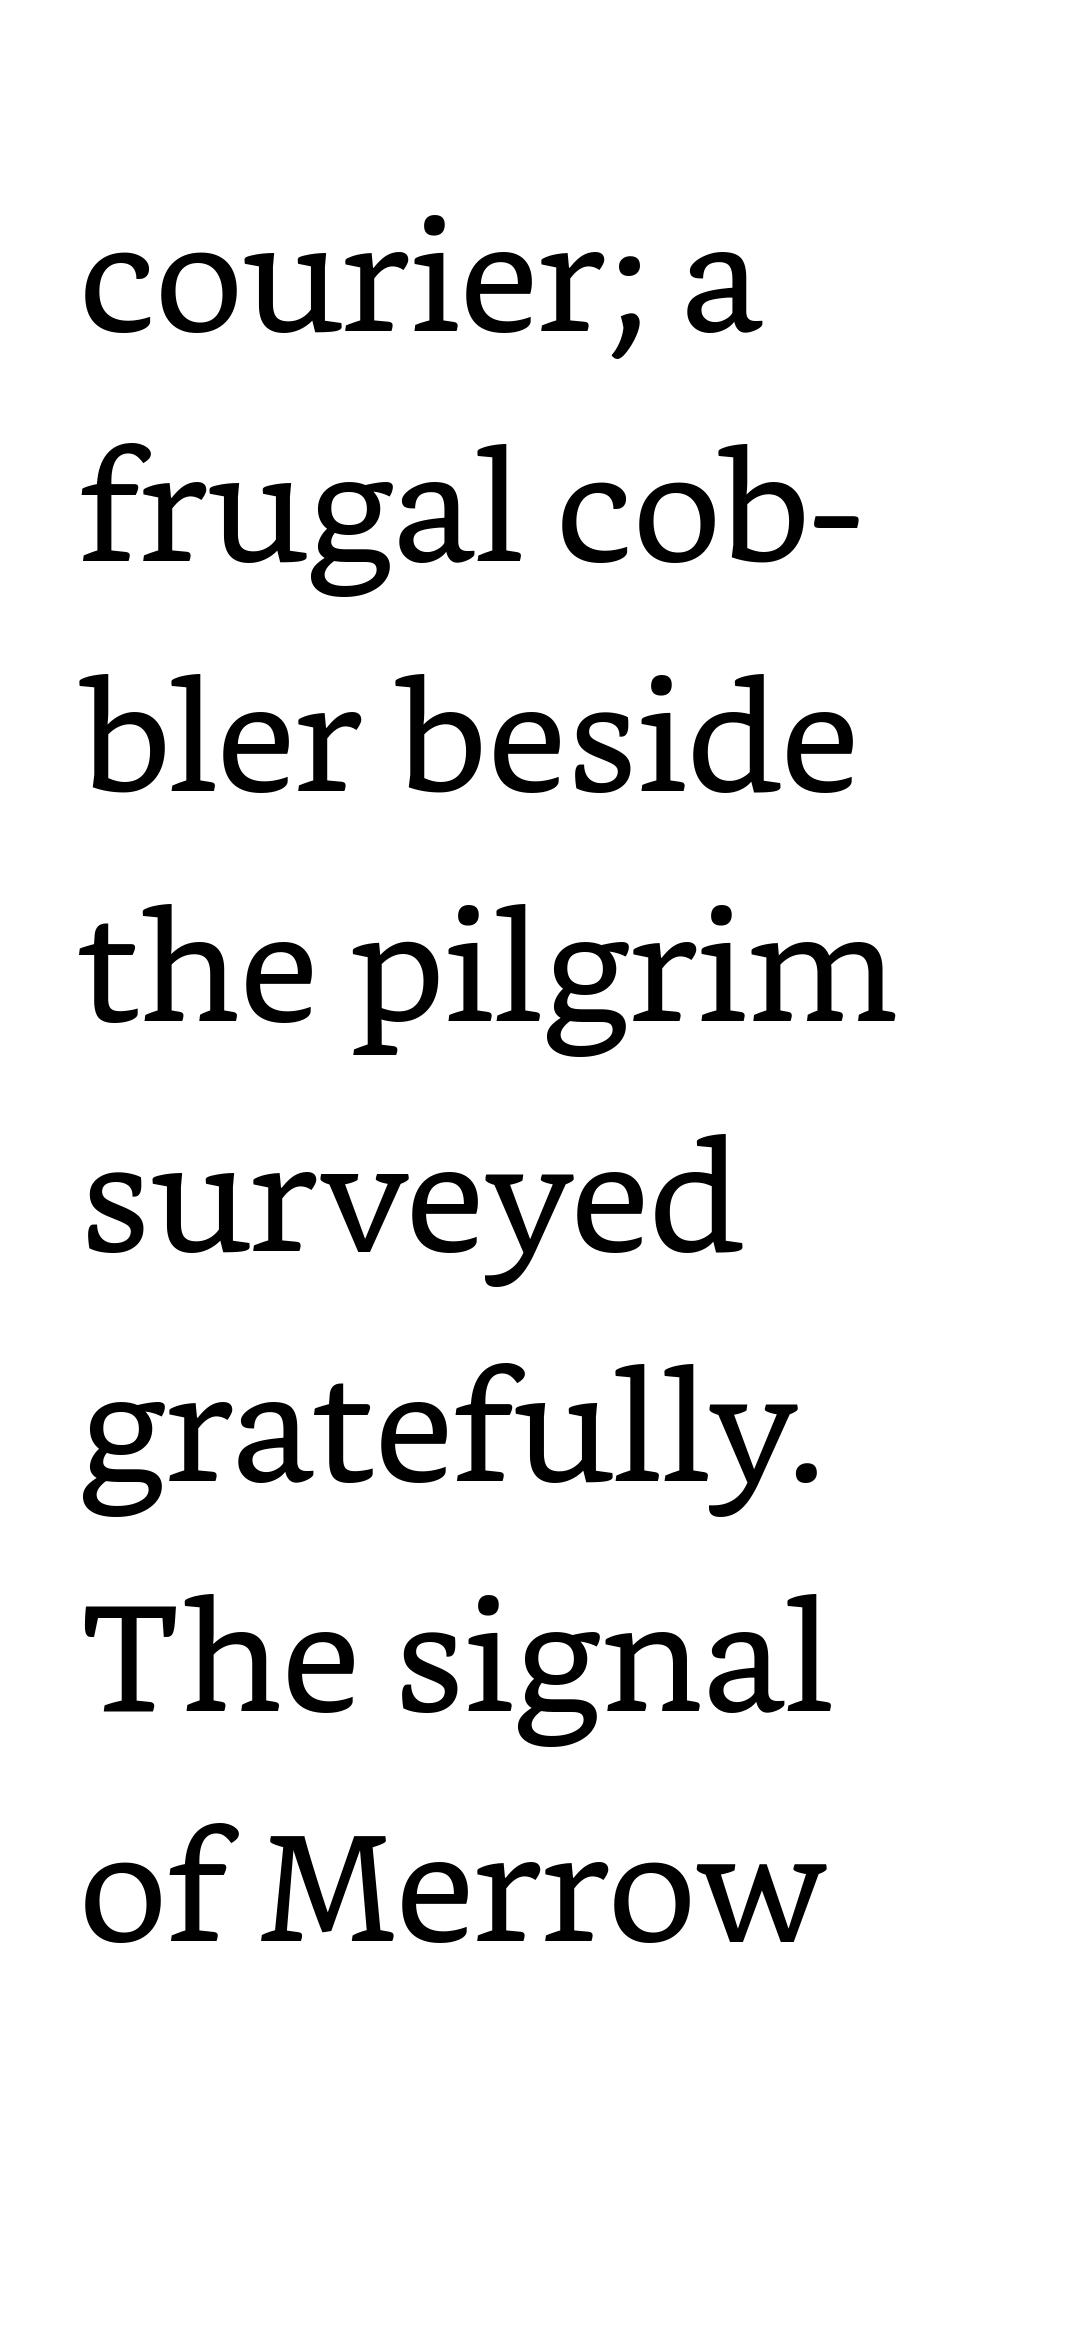 courier; a
frugal cob-
bler beside
the pilgrim
surveyed
gratefully.
The signal
of Merrow